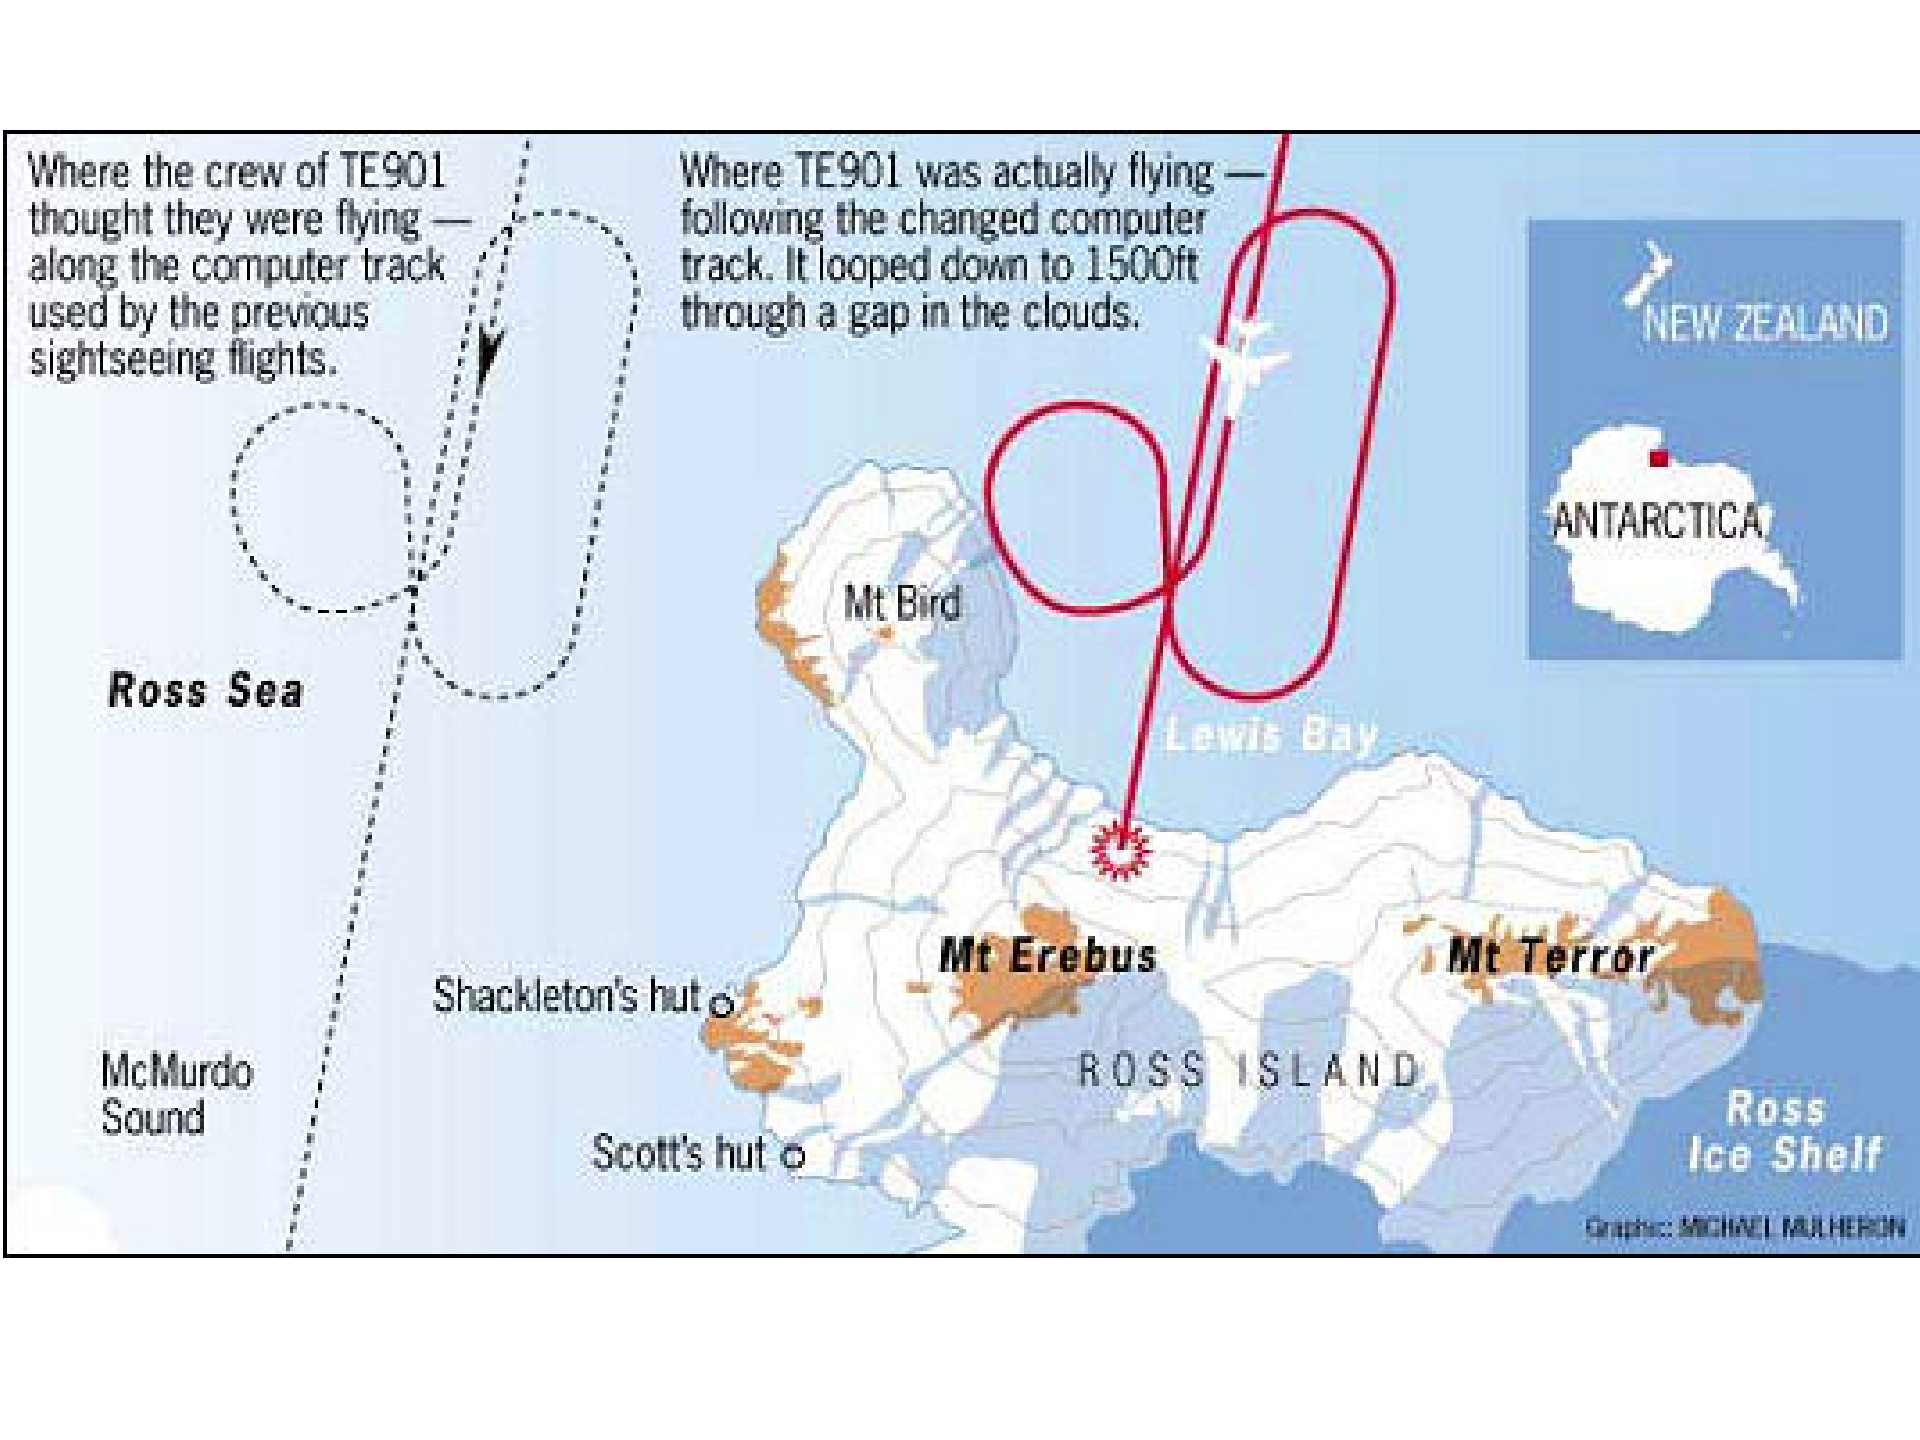 Where the crew of TE901
thought they were flying —
along the computer track
used by the previous
sightseeing flights.
Where TE901 was actually flying —
following the changed computer
track. It looped down to 1500ft
through a gap in the clouds.
NEW ZEALAND
ANTARCTICA
Mt Bird
Ross Sea
Lewis Bay
Mt Erebus
Mt Terror
Shackleton's hut
ROSS ISLAND
McMurdo
Sound
Scott's hut
Ross
Ice Shelf
Graphic: MICHAEL MULHERON